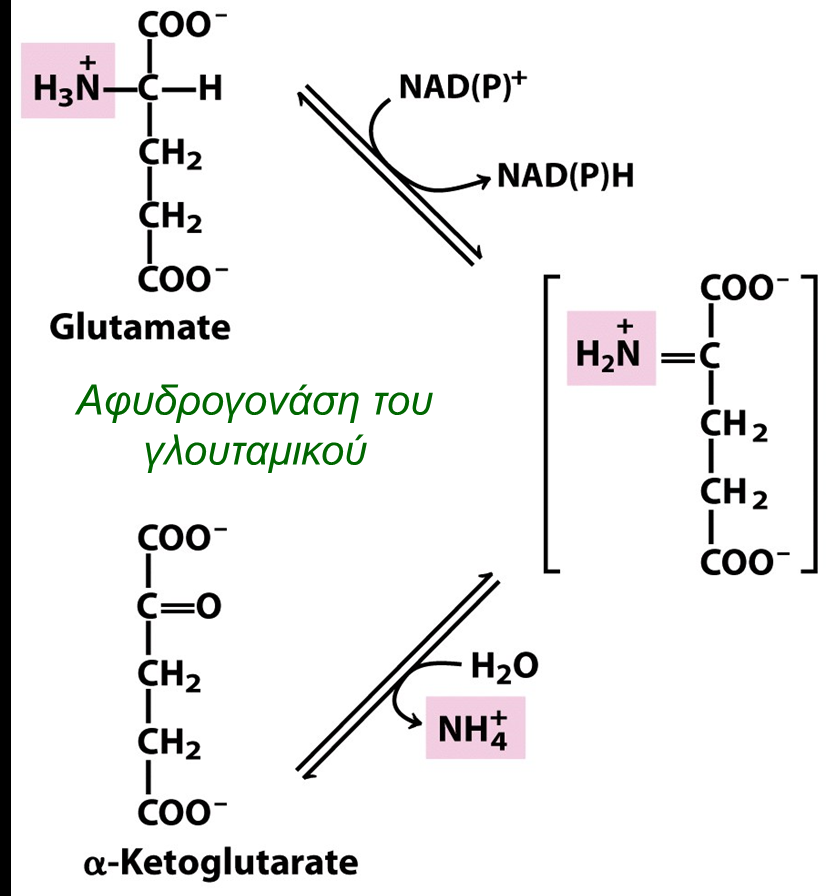 COO⁻
H₃N⁺—C—H
CH₂
CH₂
COO⁻
Glutamate
NAD(P)⁺
NAD(P)H
COO⁻
H₂N⁺=C
CH₂
CH₂
COO⁻
Αφυδρογονάση του
γλουταμικού
COO⁻
C=O
CH₂
CH₂
COO⁻
α-Ketoglutarate
H₂O
NH₄⁺